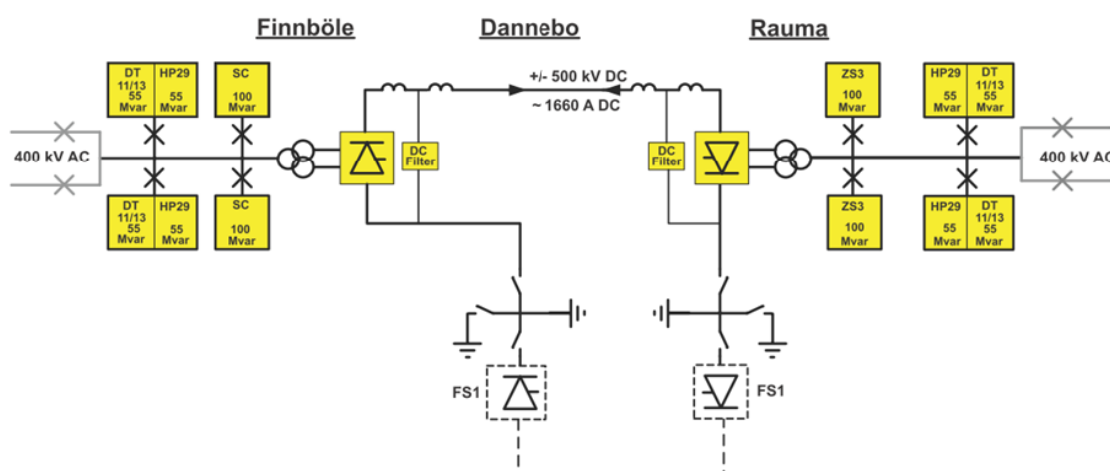 Finnböle
Dannebo
Rauma
DT
11/13
55
Mvar
HP29
55
Mvar
SC
100
Mvar
+/- 500 kV DC
~ 1660 A DC
ZS3
100
Mvar
HP29
55
Mvar
DT
11/13
55
Mvar
400 kV AC
DC
Filter
DC
Filter
400 kV AC
DT
11/13
55
Mvar
HP29
55
Mvar
SC
100
Mvar
ZS3
100
Mvar
HP29
55
Mvar
DT
11/13
55
Mvar
FS1
FS1